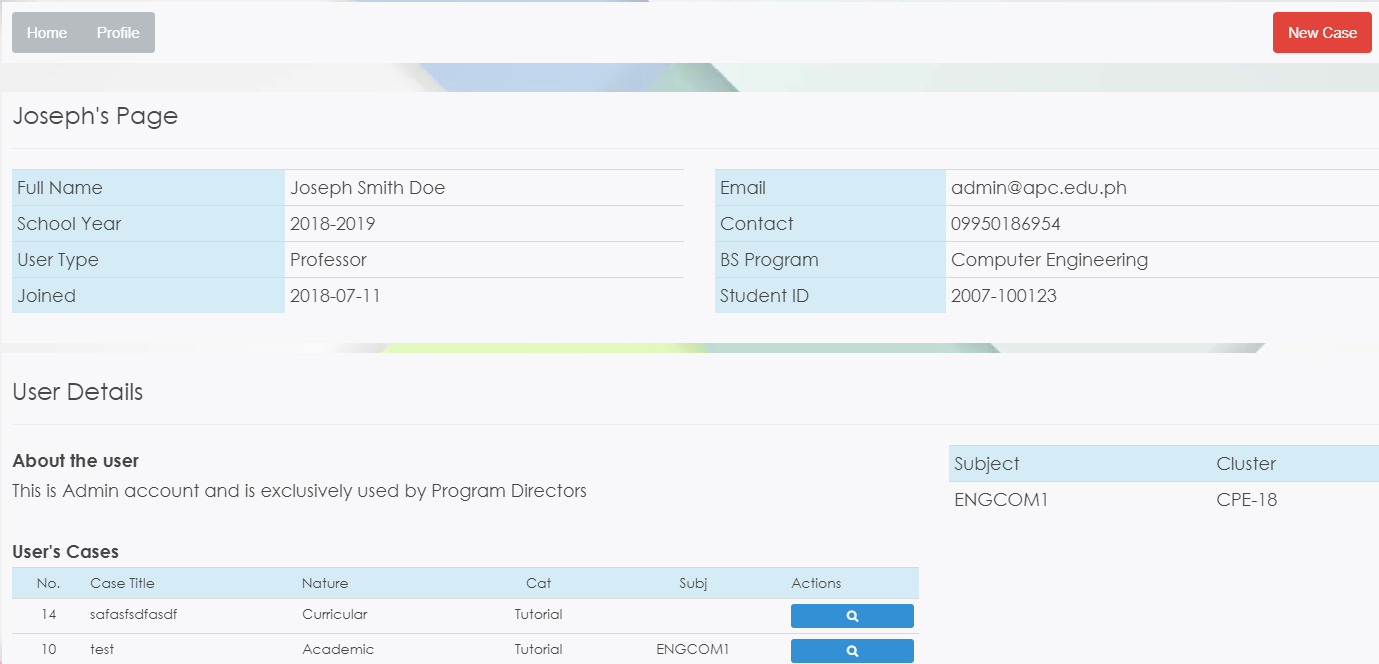 Home Profile New Case
Joseph's Page
Full Name Joseph Smith Doe Email admin@apc.edu.ph
School Year 2018-2019 Contact 09950186954
User Type Professor BS Program Computer Engineering
Joined 2018-07-11 Student ID 2007-100123
User Details
About the user
This is Admin account and is exclusively used by Program Directors
Subject Cluster
ENGCOM1 CPE-18
User's Cases
No. Case Title Nature Cat Subj Actions
14 safasfsdfasdf Curricular Tutorial
10 test Academic Tutorial ENGCOM1